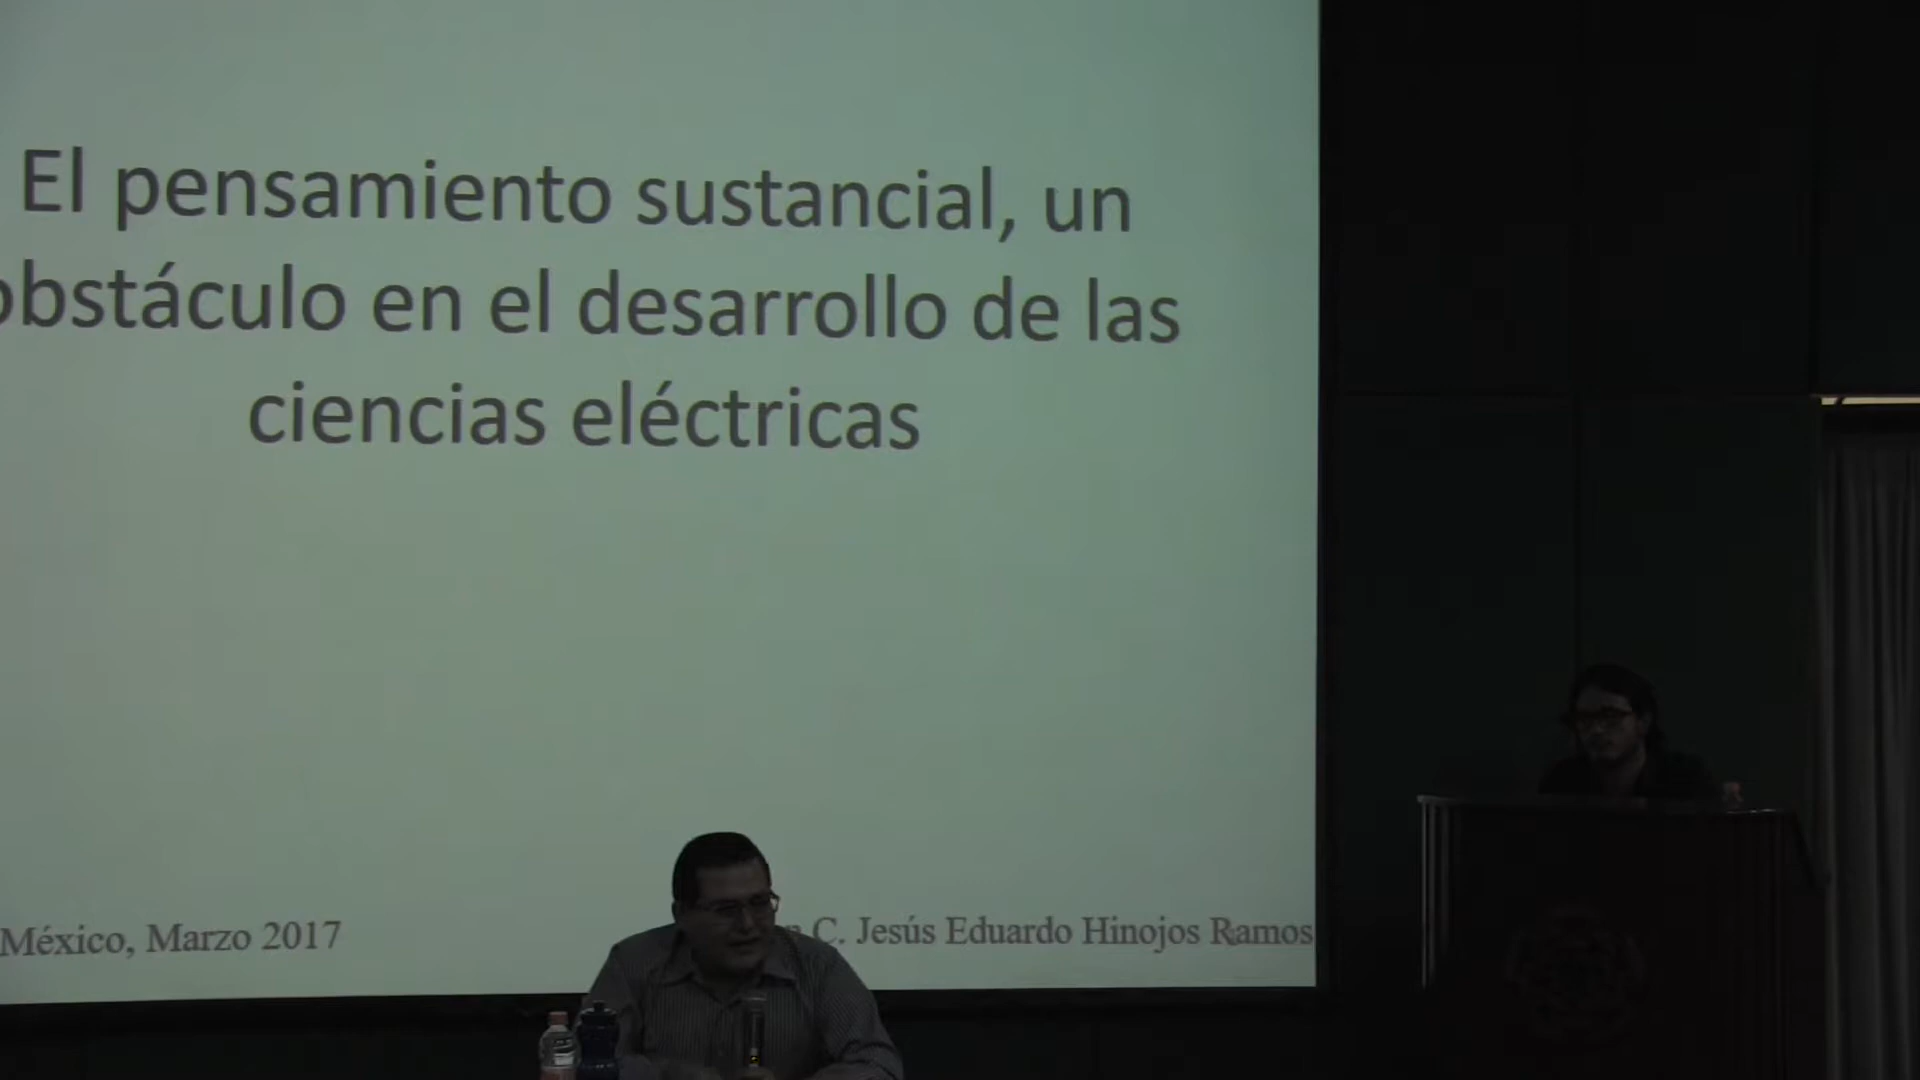 El pensamiento sustancial, un
obstáculo en el desarrollo de las
ciencias eléctricas
México, Marzo 2017
C. Jesús Eduardo Hinojos Ramos